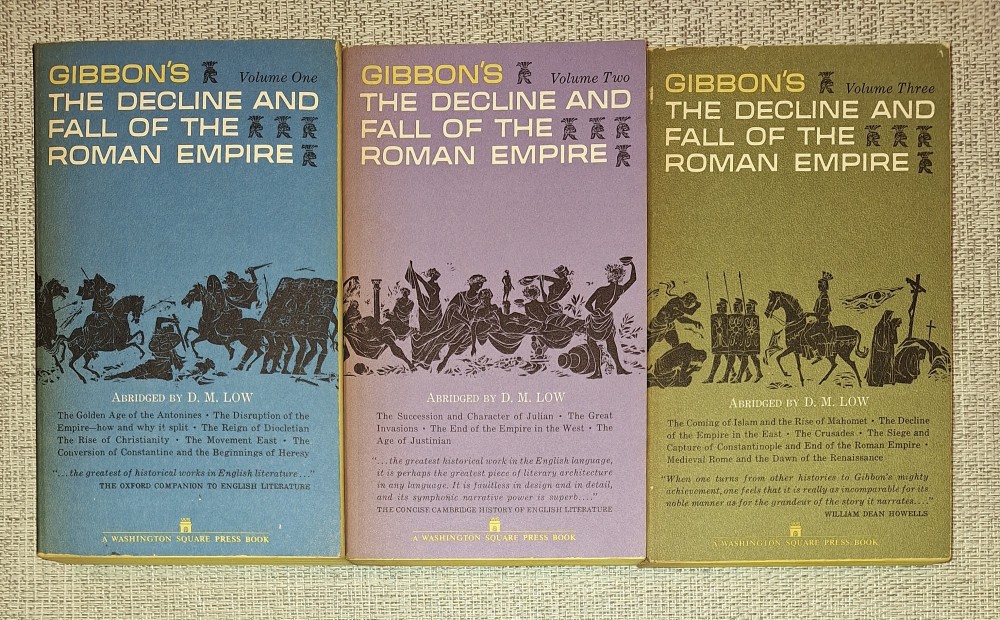 GIBBON'S Volume One
THE DECLINE AND
FALL OF THE
ROMAN EMPIRE
ABRIDGED BY D. M. LOW
The Golden Age of the Antonines • The Disruption of the
Empire—how and why it split • The Reign of Diocletian
The Rise of Christianity • The Movement East • The
Conversion of Constantine and the Beginnings of Heresy
"...the greatest of historical works in English literature..."
THE OXFORD COMPANION TO ENGLISH LITERATURE
A WASHINGTON SQUARE PRESS BOOK
GIBBON'S Volume Two
THE DECLINE AND
FALL OF THE
ROMAN EMPIRE
ABRIDGED BY D. M. LOW
The Succession and Character of Julian • The Great
Invasions • The End of the Empire in the West • The
Age of Justinian
"...the greatest historical work in the English language,
it is perhaps the greatest piece of literary architecture
in any language. It is faultless in design and in detail,
and its symphonic narrative power is superb...."
THE CONCISE CAMBRIDGE HISTORY OF ENGLISH LITERATURE
A WASHINGTON SQUARE PRESS BOOK
GIBBON'S Volume Three
THE DECLINE AND
FALL OF THE
ROMAN EMPIRE
ABRIDGED BY D. M. LOW
The Coming of Islam and the Rise of Mahomet • The Decline
of the Empire in the East • The Crusades • The Siege and
Capture of Constantinople and End of the Roman Empire •
Medieval Rome and the Dawn of the Renaissance
"When one turns from other histories to Gibbon's mighty
achievement, one feels that it is really as incomparable for its
noble manner as for the grandeur of the story it narrates...."
WILLIAM DEAN HOWELLS
A WASHINGTON SQUARE PRESS BOOK